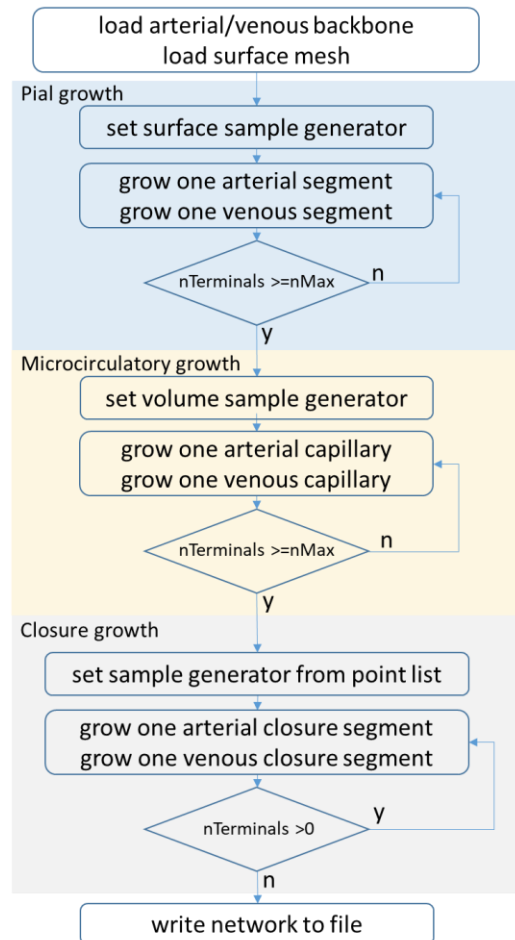 load arterial/venous backbone
load surface mesh
Pial growth
set surface sample generator
grow one arterial segment
grow one venous segment
nTerminals >=nMax
n
y
Microcirculatory growth
set volume sample generator
grow one arterial capillary
grow one venous capillary
nTerminals >=nMax
n
y
Closure growth
set sample generator from point list
grow one arterial closure segment
grow one venous closure segment
nTerminals >0
y
n
write network to file